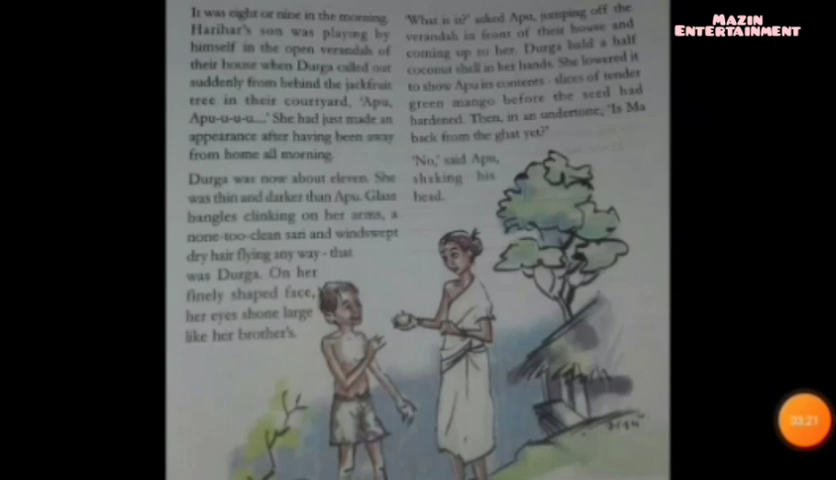 It was eight or nine in the morning.
Harihar's son was playing by
himself in the open verandah of
their house when Durga called out
suddenly from behind the jackfruit
tree in their courtyard, 'Apu,
Apu-u-u-u....' She had just made an
appearance after having been away
from home all morning.
Durga was now about eleven. She
was thin and darker than Apu. Glass
bangles clinking on her arms, a
none-too-clean sari and windswept
dry hair flying any way - that
was Durga. On her
finely shaped face,
her eyes shone large
like her brother's.
'What is it?' asked Apu, jumping off the
verandah in front of their house and
coming up to her. Durga held a half
coconut shell in her hands. She lowered it
to show Apu its contents - slices of tender
green mango before the seed had
hardened. Then, in an undertone, 'Is Ma
back from the ghat yet?'
'No,' said Apu,
shaking his
head.
MAZIN
ENTERTAINMENT
03:21